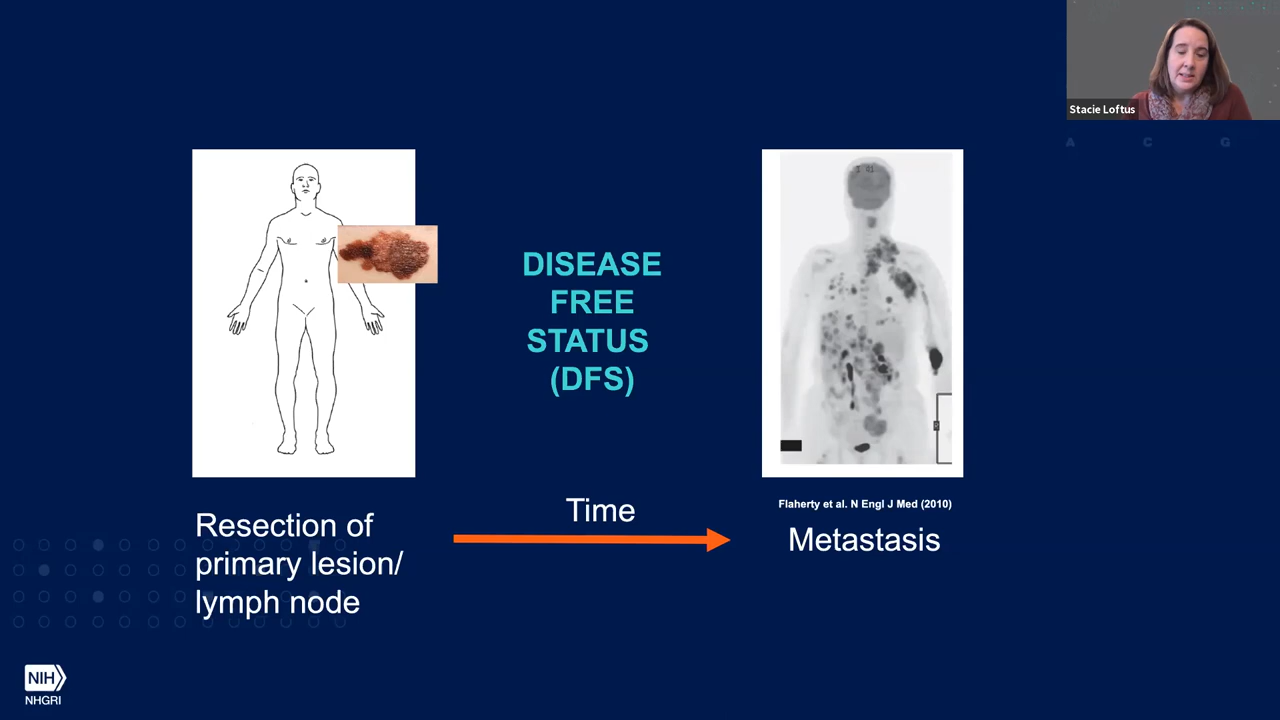 Stacie Loftus
A C G
DISEASE
FREE
STATUS
(DFS)
Resection of
primary lesion/
lymph node
Time
Flaherty et al. N Engl J Med (2010)
Metastasis
NIH
NHGRI